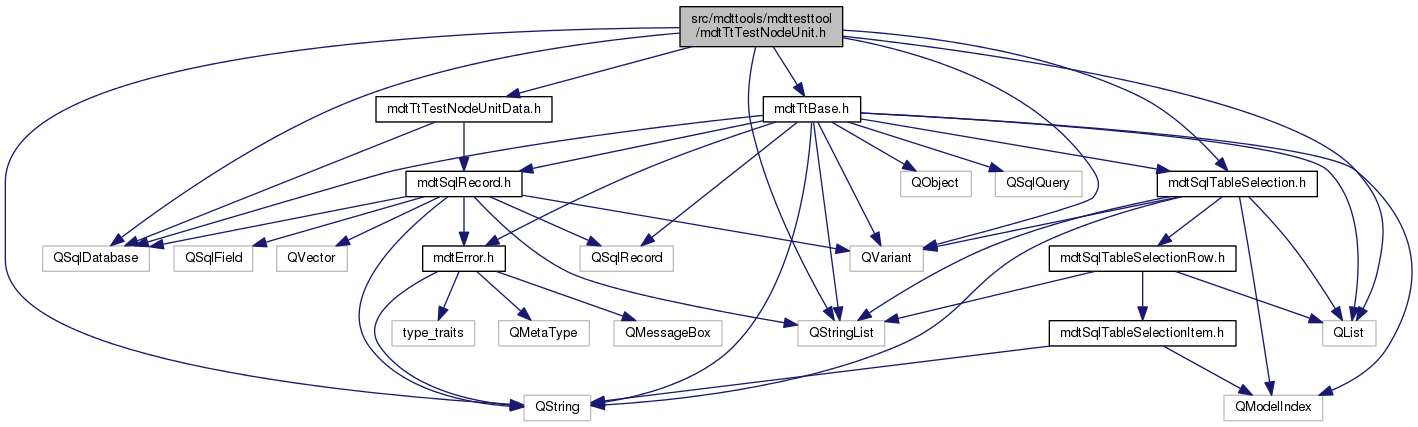 src/mdttools/mdttesttool
/mdtTtTestNodeUnit.h
mdtTtTestNodeUnitData.h
mdtTtBase.h
mdtSqlRecord.h
QObject
QSqlQuery
mdtSqlTableSelection.h
QSqlDatabase
QSqlField
QVector
mdtError.h
QSqlRecord
QVariant
mdtSqlTableSelectionRow.h
type_traits
QMetaType
QMessageBox
QStringList
mdtSqlTableSelectionItem.h
QList
QString
QModelIndex